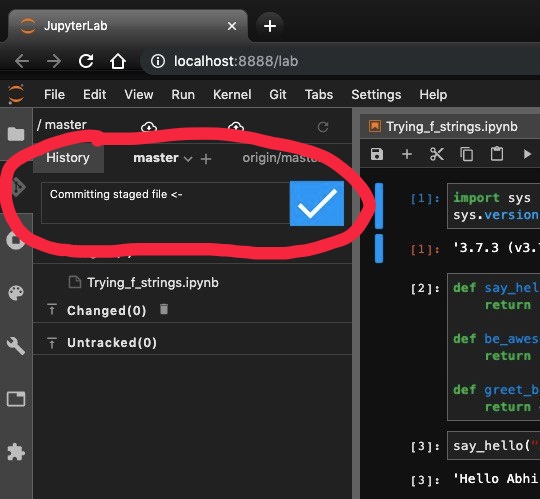 JupyterLab
localhost:8888/lab
File Edit View Run Kernel Git Tabs Settings Help
/ master
History master origin/maste
Committing staged file <-
Trying_f_strings.ipynb
Changed(0)
Untracked(0)
Trying_f_strings.ipynb
[1]: import sys
sys.version
[1]: '3.7.3 (v3.7
[2]: def say_hel
return
def be_awes
return
def greet_b
return
[3]: say_hello("
[3]: 'Hello Abhi